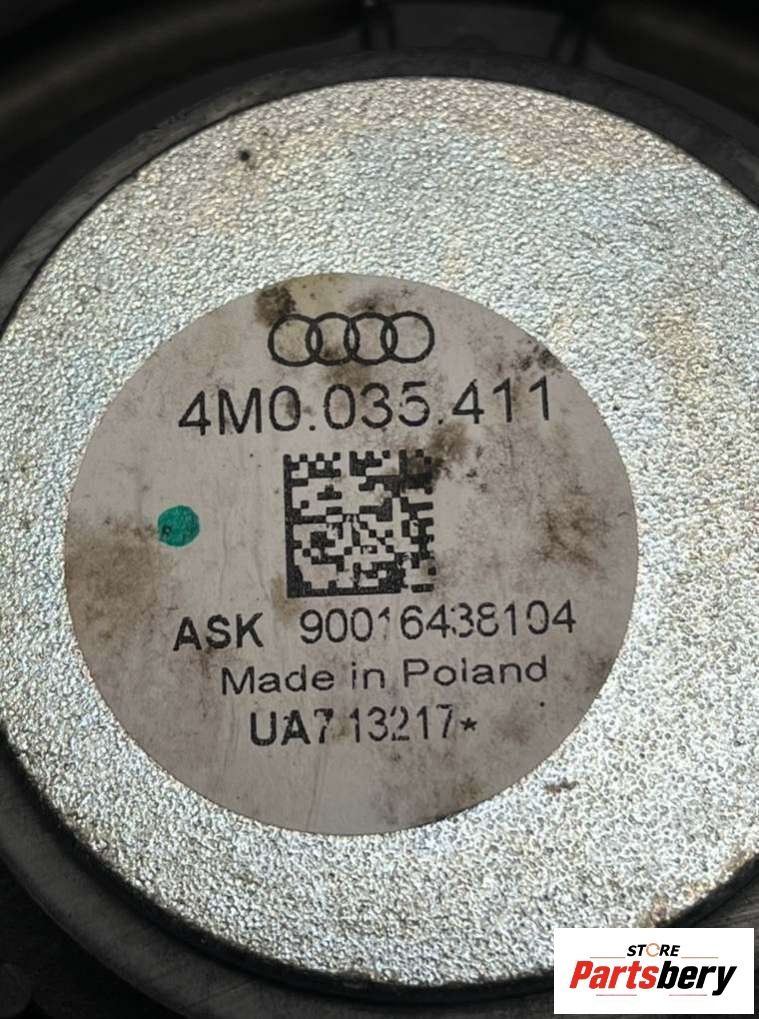 4M0.035.411
ASK 90016438104
Made in Poland
UA7 13217*
STORE
Partsbery